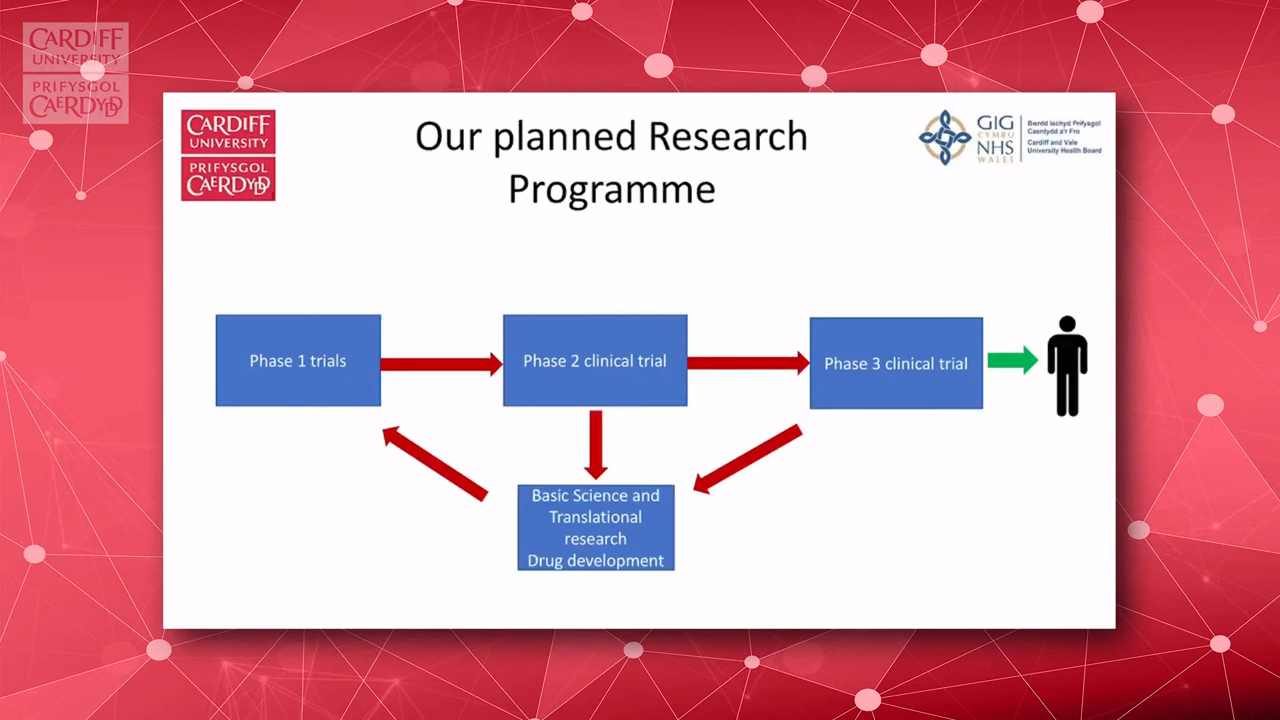 CARDIFF
UNIVERSITY
PRIFYSGOL
CAERDYDD
CARDIFF
UNIVERSITY
PRIFYSGOL
CAERDYDD
Our planned Research
Programme
GIG
CYMRU
NHS
WALES
Bwrdd Iechyd Prifysgol
Caerdydd a'r Fro
Cardiff and Vale
University Health Board
Phase 1 trials
Phase 2 clinical trial
Phase 3 clinical trial
Basic Science and
Translational
research
Drug development